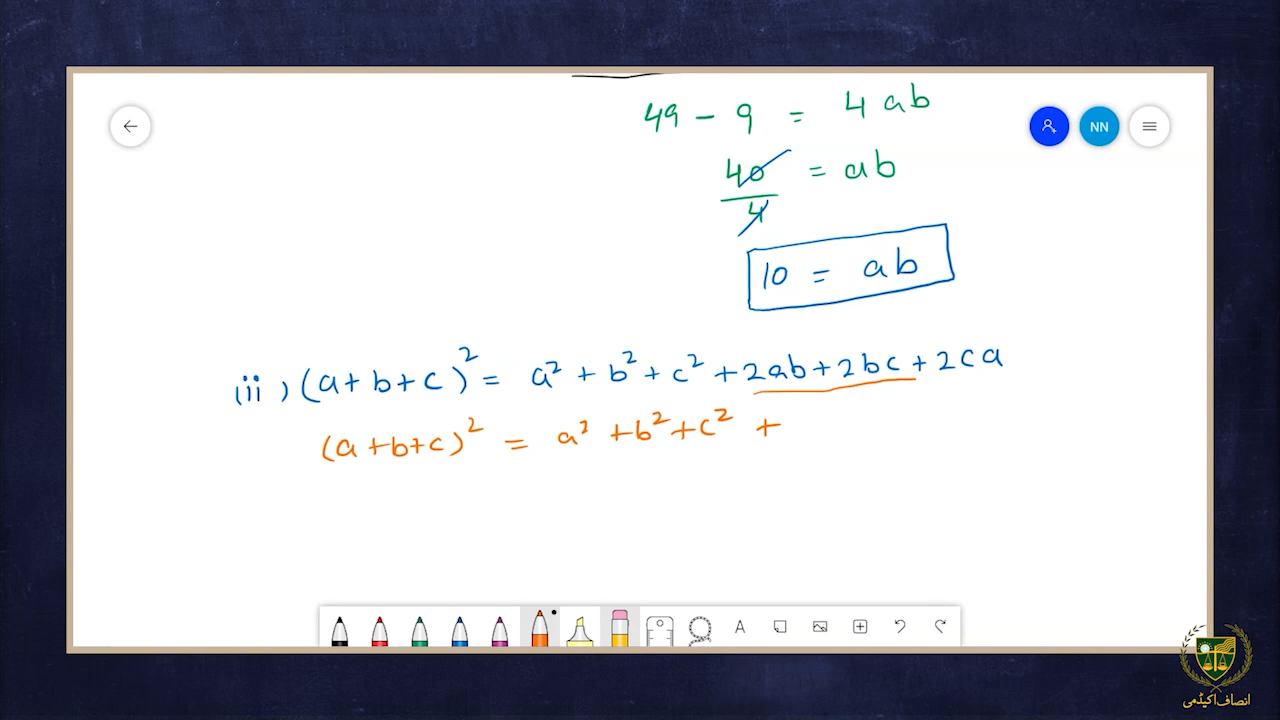 49 - 9 = 4ab
40/4 = ab
10 = ab
NN
(ii) (a+b+c)² = a² + b² + c² + 2ab + 2bc + 2ca
(a+b+c)² = a² + b² + c² +
A
انصاف اکیڈمی